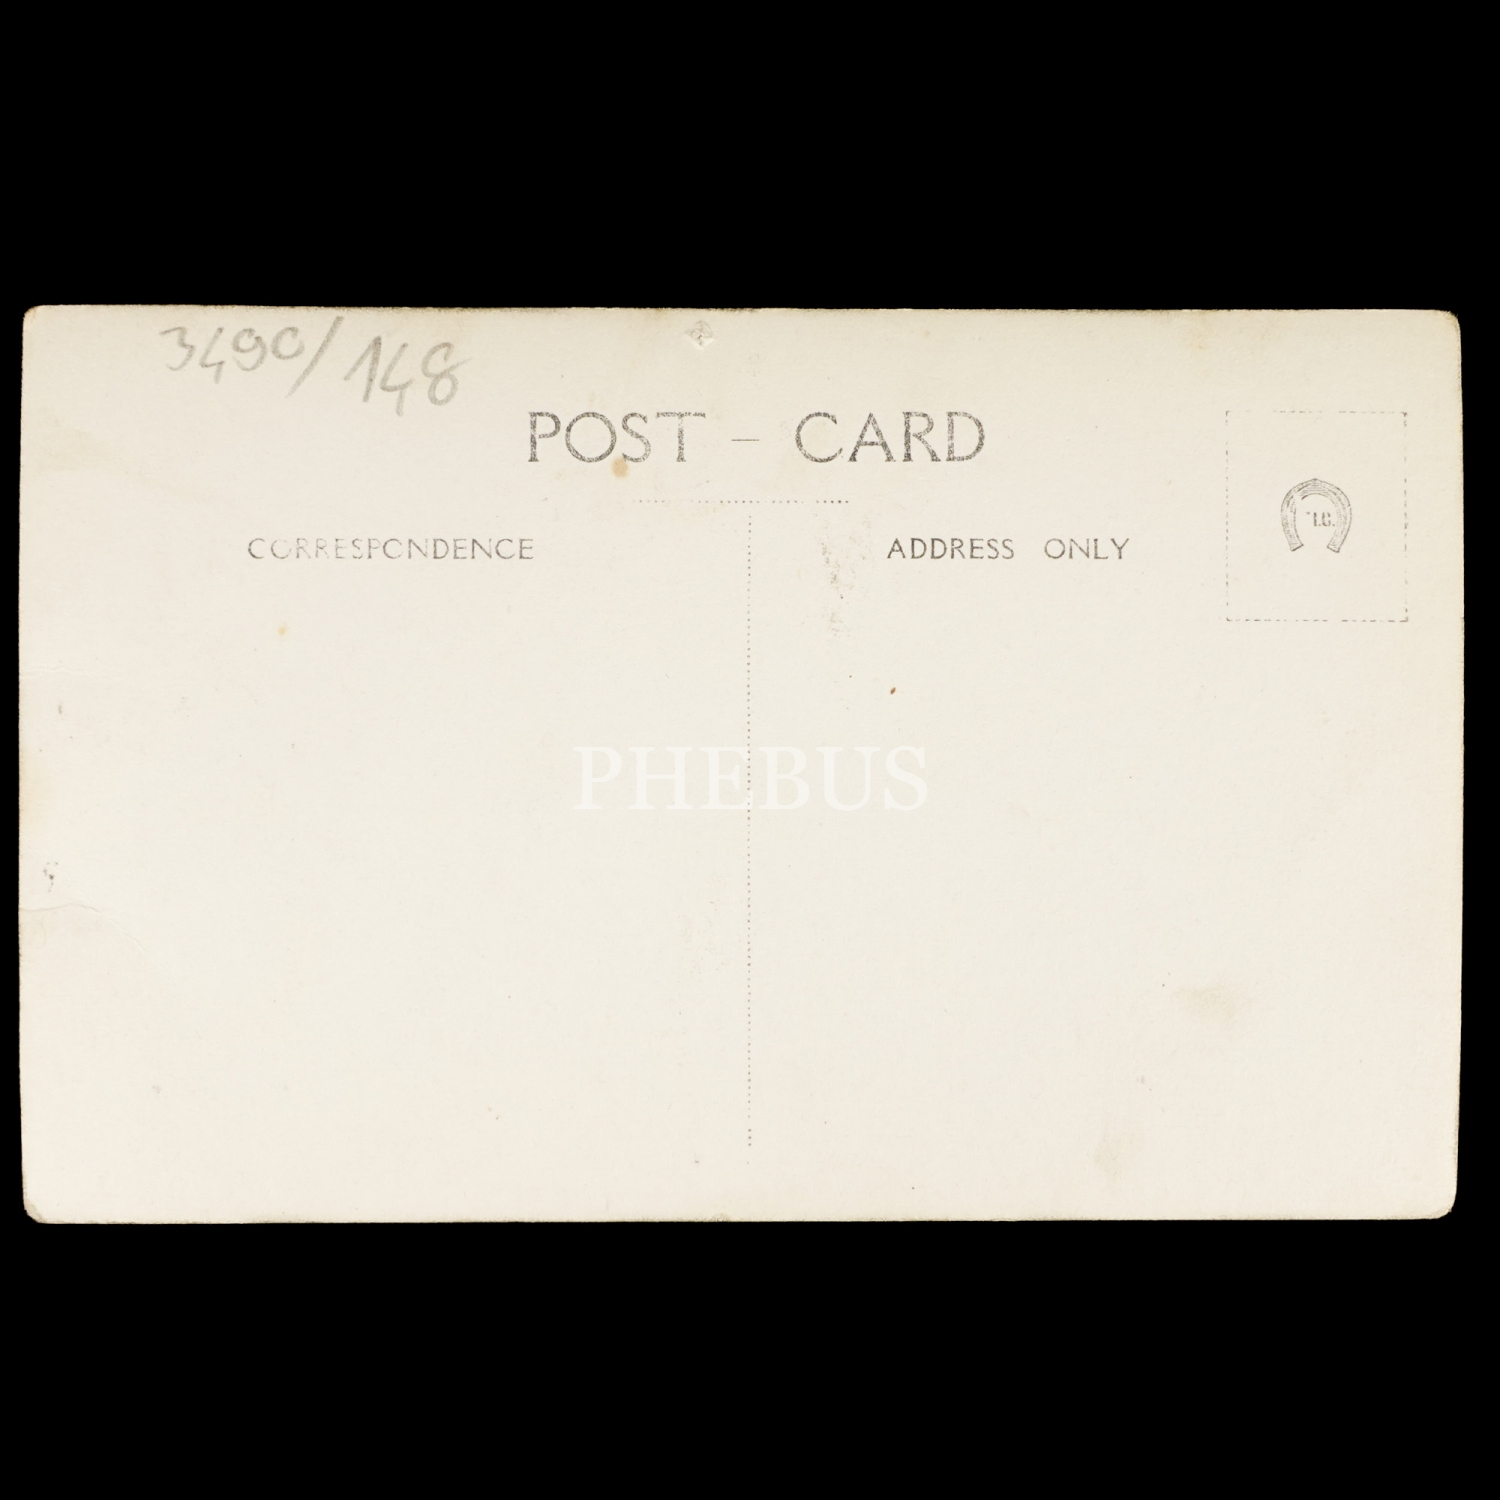 3490/148
POST – CARD
CORRESPONDENCE
ADDRESS ONLY
PHEBUS